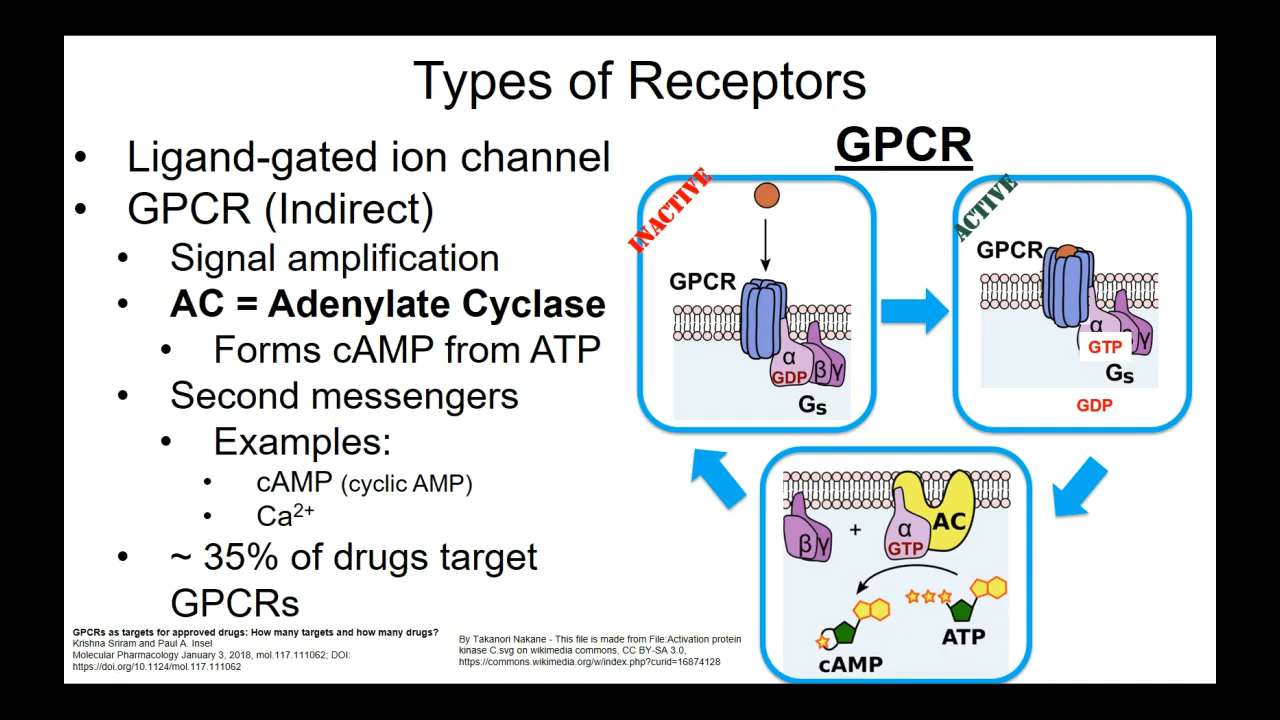 Types of Receptors
• Ligand-gated ion channel
• GPCR (Indirect)
• Signal amplification
• AC = Adenylate Cyclase
• Forms cAMP from ATP
• Second messengers
• Examples:
• cAMP (cyclic AMP)
• Ca²⁺
• ~ 35% of drugs target
GPCRs
GPCRs as targets for approved drugs: How many targets and how many drugs?
Krishna Sriram and Paul A. Insel
Molecular Pharmacology January 3, 2018, mol.117.111062; DOI:
https://doi.org/10.1124/mol.117.111062
By Takanori Nakane - This file is made from File:Activation protein
kinase C.svg on wikimedia commons, CC BY-SA 3.0,
https://commons.wikimedia.org/w/index.php?curid=16874128
GPCR
INACTIVE
GPCR
α
GDP
β γ
Gs
ACTIVE
GPCR
α
GTP
γ
Gs
GDP
β γ
+
α
GTP
AC
ATP
cAMP